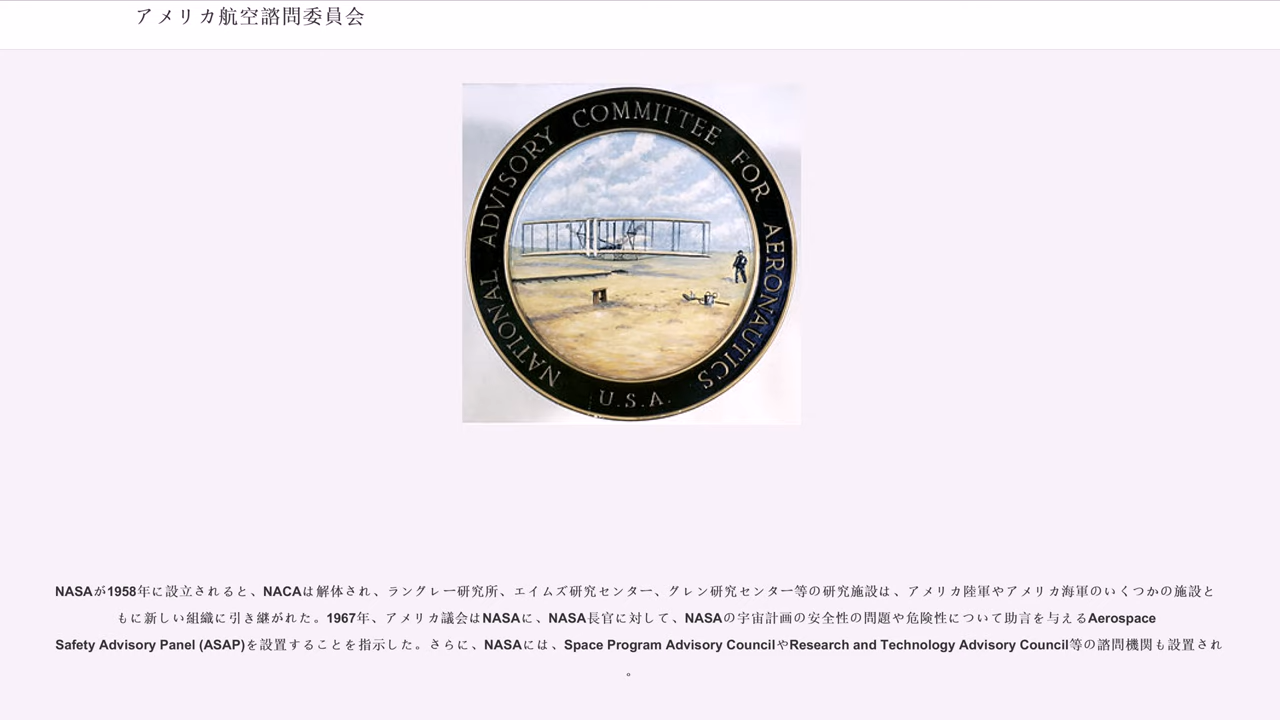 アメリカ航空諮問委員会
NATIONAL ADVISORY COMMITTEE FOR AERONAUTICS
U.S.A.
NASAが1958年に設立されると、NACAは解体され、ラングレー研究所、エイムズ研究センター、グレン研究センター等の研究施設は、アメリカ陸軍やアメリカ海軍のいくつかの施設と
もに新しい組織に引き継がれた。1967年、アメリカ議会はNASAに、NASA長官に対して、NASAの宇宙計画の安全性の問題や危険性について助言を与えるAerospace
Safety Advisory Panel (ASAP)を設置することを指示した。さらに、NASAには、Space Program Advisory CouncilやResearch and Technology Advisory Council等の諮問機関も設置され
。